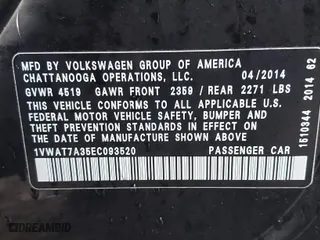 MFD BY VOLKSWAGEN GROUP OF AMERICA
CHATTANOOGA OPERATIONS, LLC. 04/2014
GVWR 4519 GAWR FRONT 2359 / REAR 2271 LBS
THIS VEHICLE CONFORMS TO ALL APPLICABLE U.S.
FEDERAL MOTOR VEHICLE SAFETY, BUMPER AND
THEFT PREVENTION STANDARDS IN EFFECT ON
THE DATE OF MANUFACTURE SHOWN ABOVE
1VWAT7A35EC093520 PASSENGER CAR
1510344 2014 62
DREAMBID